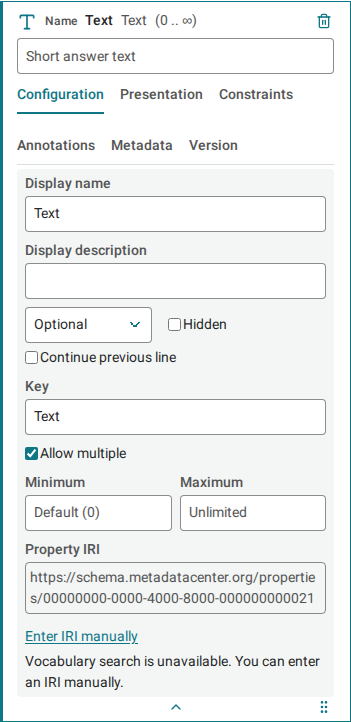 Name Text Text (0 .. ∞)
Short answer text
Configuration Presentation Constraints
Annotations Metadata Version
Display name
Text
Display description
Optional Hidden
Continue previous line
Key
Text
Allow multiple
Minimum Maximum
Default (0) Unlimited
Property IRI
https://schema.metadatacenter.org/propertie
s/00000000-0000-4000-8000-000000000021
Enter IRI manually
Vocabulary search is unavailable. You can enter
an IRI manually.